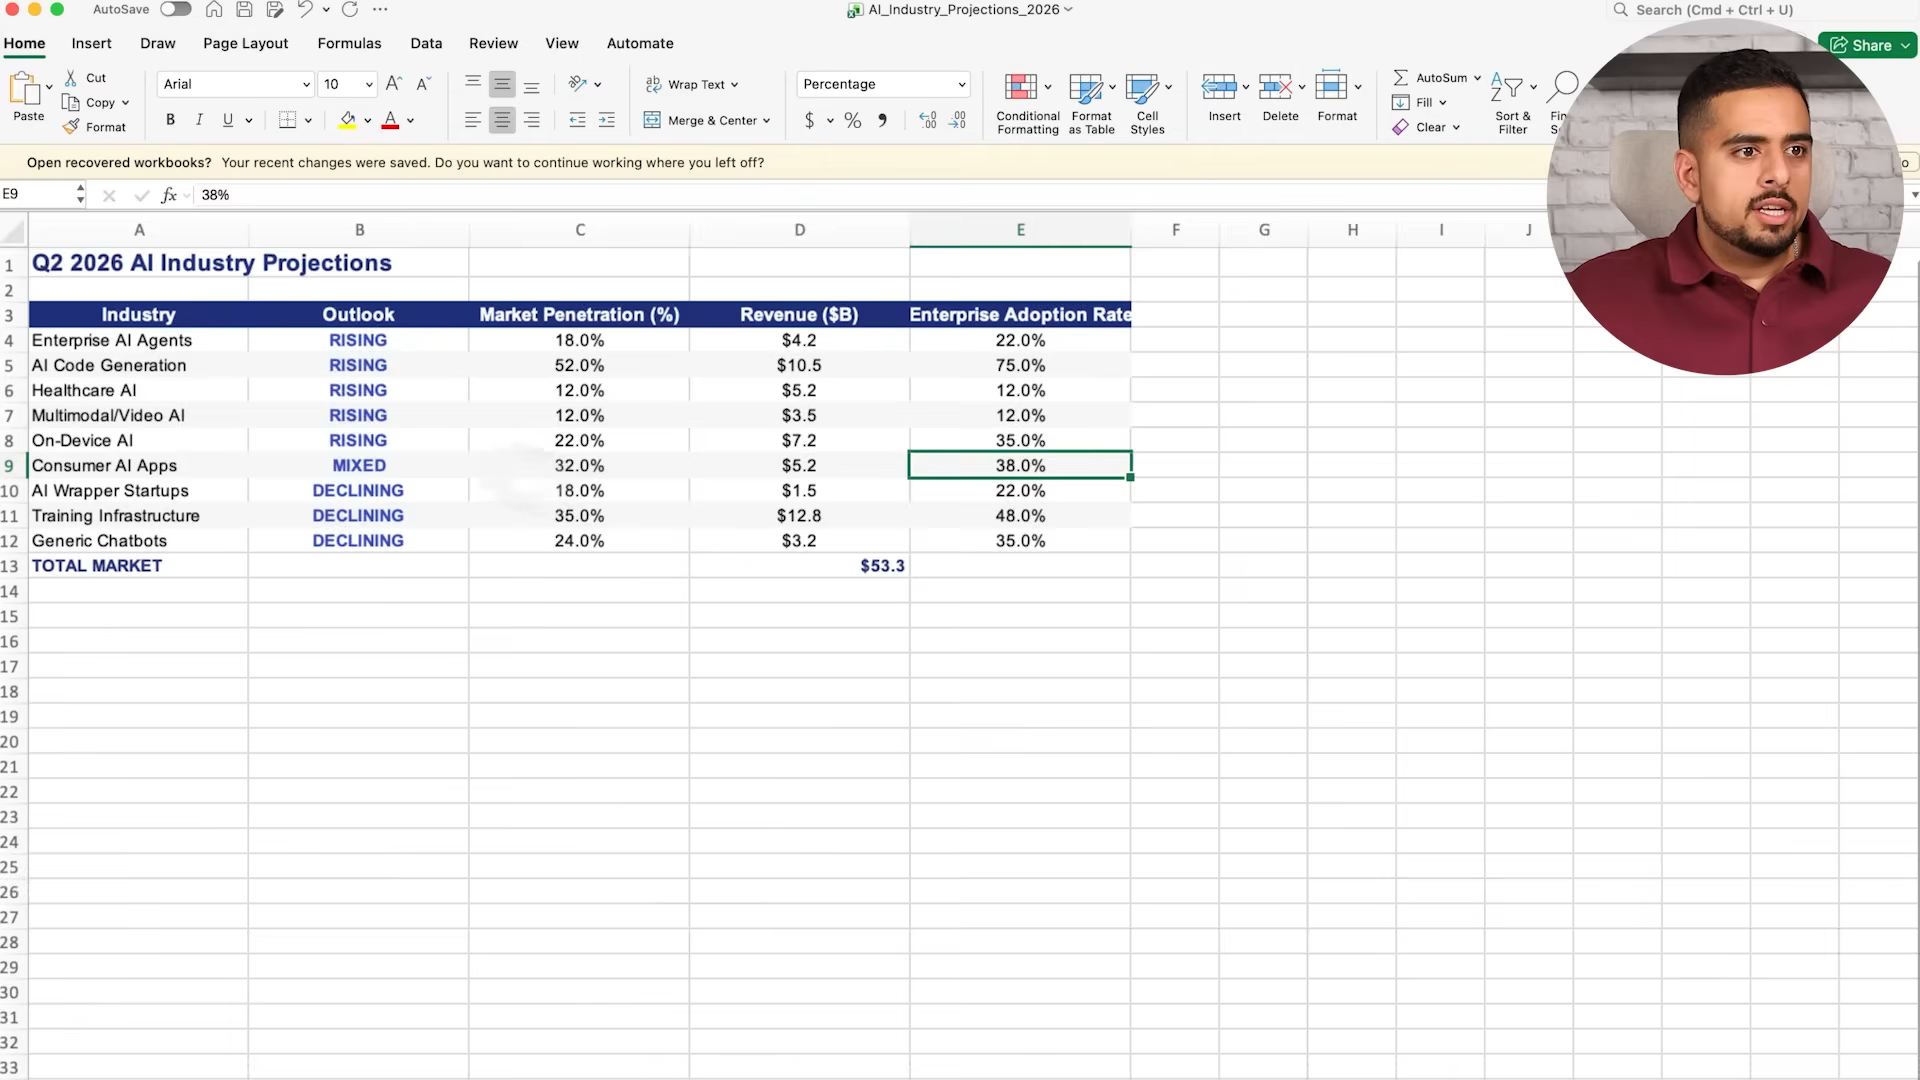 AutoSave
AI_Industry_Projections_2026
Search (Cmd + Ctrl + U)
Home Insert Draw Page Layout Formulas Data Review View Automate
Share
Paste
Cut
Copy
Format
Arial 10
B I U
Wrap Text
Merge & Center
Percentage
$ %
Conditional Formatting
Format as Table
Cell Styles
Insert
Delete
Format
AutoSum
Fill
Clear
Sort & Filter
Open recovered workbooks? Your recent changes were saved. Do you want to continue working where you left off?
E9 fx 38%
A B C D E F G H I J
1 Q2 2026 AI Industry Projections
2
3 Industry Outlook Market Penetration (%) Revenue ($B) Enterprise Adoption Rate
4 Enterprise AI Agents RISING 18.0% $4.2 22.0%
5 AI Code Generation RISING 52.0% $10.5 75.0%
6 Healthcare AI RISING 12.0% $5.2 12.0%
7 Multimodal/Video AI RISING 12.0% $3.5 12.0%
8 On-Device AI RISING 22.0% $7.2 35.0%
9 Consumer AI Apps MIXED 32.0% $5.2 38.0%
10 AI Wrapper Startups DECLINING 18.0% $1.5 22.0%
11 Training Infrastructure DECLINING 35.0% $12.8 48.0%
12 Generic Chatbots DECLINING 24.0% $3.2 35.0%
13 TOTAL MARKET $53.3
14
15
16
17
18
19
20
21
22
23
24
25
26
27
28
29
30
31
32
33